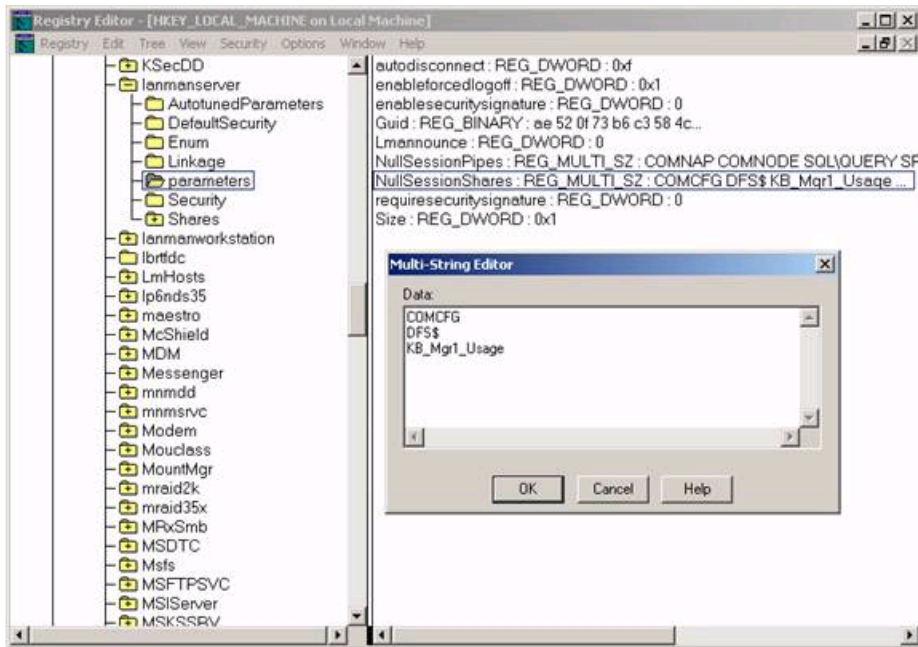 Registry Editor - [HKEY_LOCAL_MACHINE on Local Machine]
Registry Edit Tree View Security Options Window Help
KSecDD
lanmanserver
AutotunedParameters
DefaultSecurity
Enum
Linkage
parameters
Security
Shares
lanmanworkstation
lbrtfdc
LmHosts
lp6nds35
maestro
McShield
MDM
Messenger
mnmdd
mnmsrvc
Modem
Mouclass
MountMgr
mraid2k
mraid35x
MRxSmb
MSDTC
Msfs
MSFTPSVC
MSIServer
MSKSSRV
autodisconnect : REG_DWORD : 0xf
enableforcedlogoff : REG_DWORD : 0x1
enablesecuritysignature : REG_DWORD : 0
Guid : REG_BINARY : ae 52 0f 73 b6 c3 58 4c...
Lmannounce : REG_DWORD : 0
NullSessionPipes : REG_MULTI_SZ : COMNAP COMNODE SQL\QUERY SP
NullSessionShares : REG_MULTI_SZ : COMCFG DFS$ KB_Mgr1_Usage ...
requiresecuritysignature : REG_DWORD : 0
Size : REG_DWORD : 0x1
Multi-String Editor
Data:
COMCFG
DFS$
KB_Mgr1_Usage
OK Cancel Help